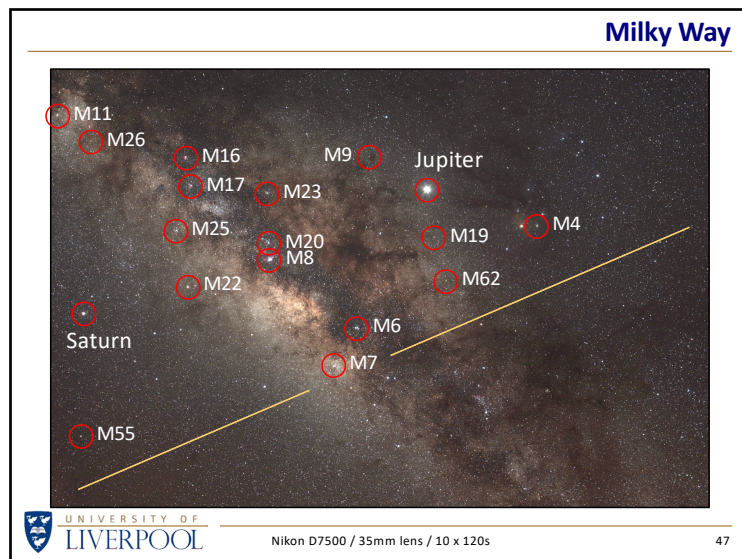 Milky Way
M11
M26
M16
M9
Jupiter
M17
M23
M25
M20
M19
M4
M8
M22
M62
Saturn
M6
M7
M55
UNIVERSITY OF
LIVERPOOL
Nikon D7500 / 35mm lens / 10 x 120s
47